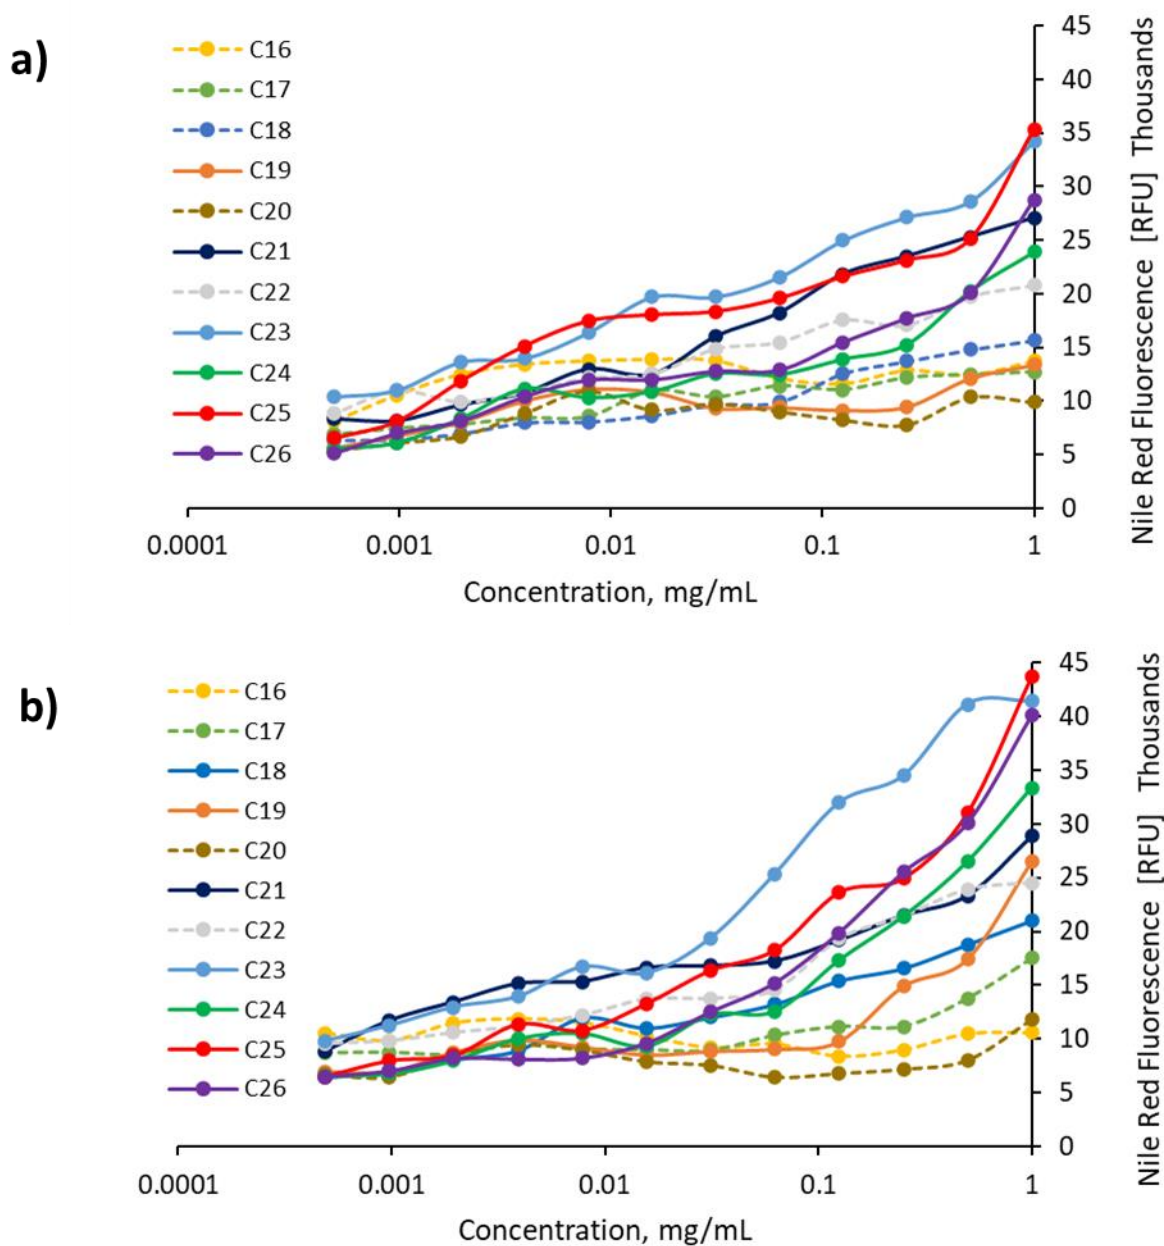 a)
C16
C17
C18
C19
C20
C21
C22
C23
C24
C25
C26
45
40
35
30
25
20
15
10
5
0
Nile Red Fluorescence [RFU] Thousands
0.0001 0.001 0.01 0.1 1
Concentration, mg/mL
b)
C16
C17
C18
C19
C20
C21
C22
C23
C24
C25
C26
45
40
35
30
25
20
15
10
5
0
Nile Red Fluorescence [RFU] Thousands
0.0001 0.001 0.01 0.1 1
Concentration, mg/mL